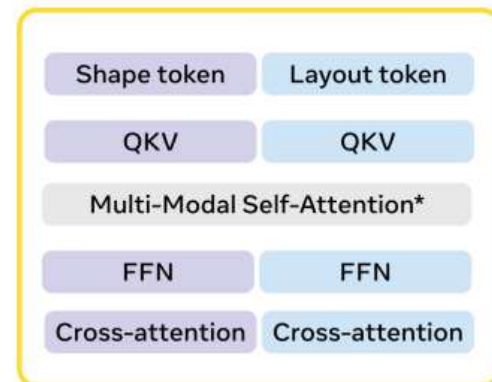 Shape token Layout token
QKV QKV
Multi-Modal Self-Attention*
FFN FFN
Cross-attention Cross-attention